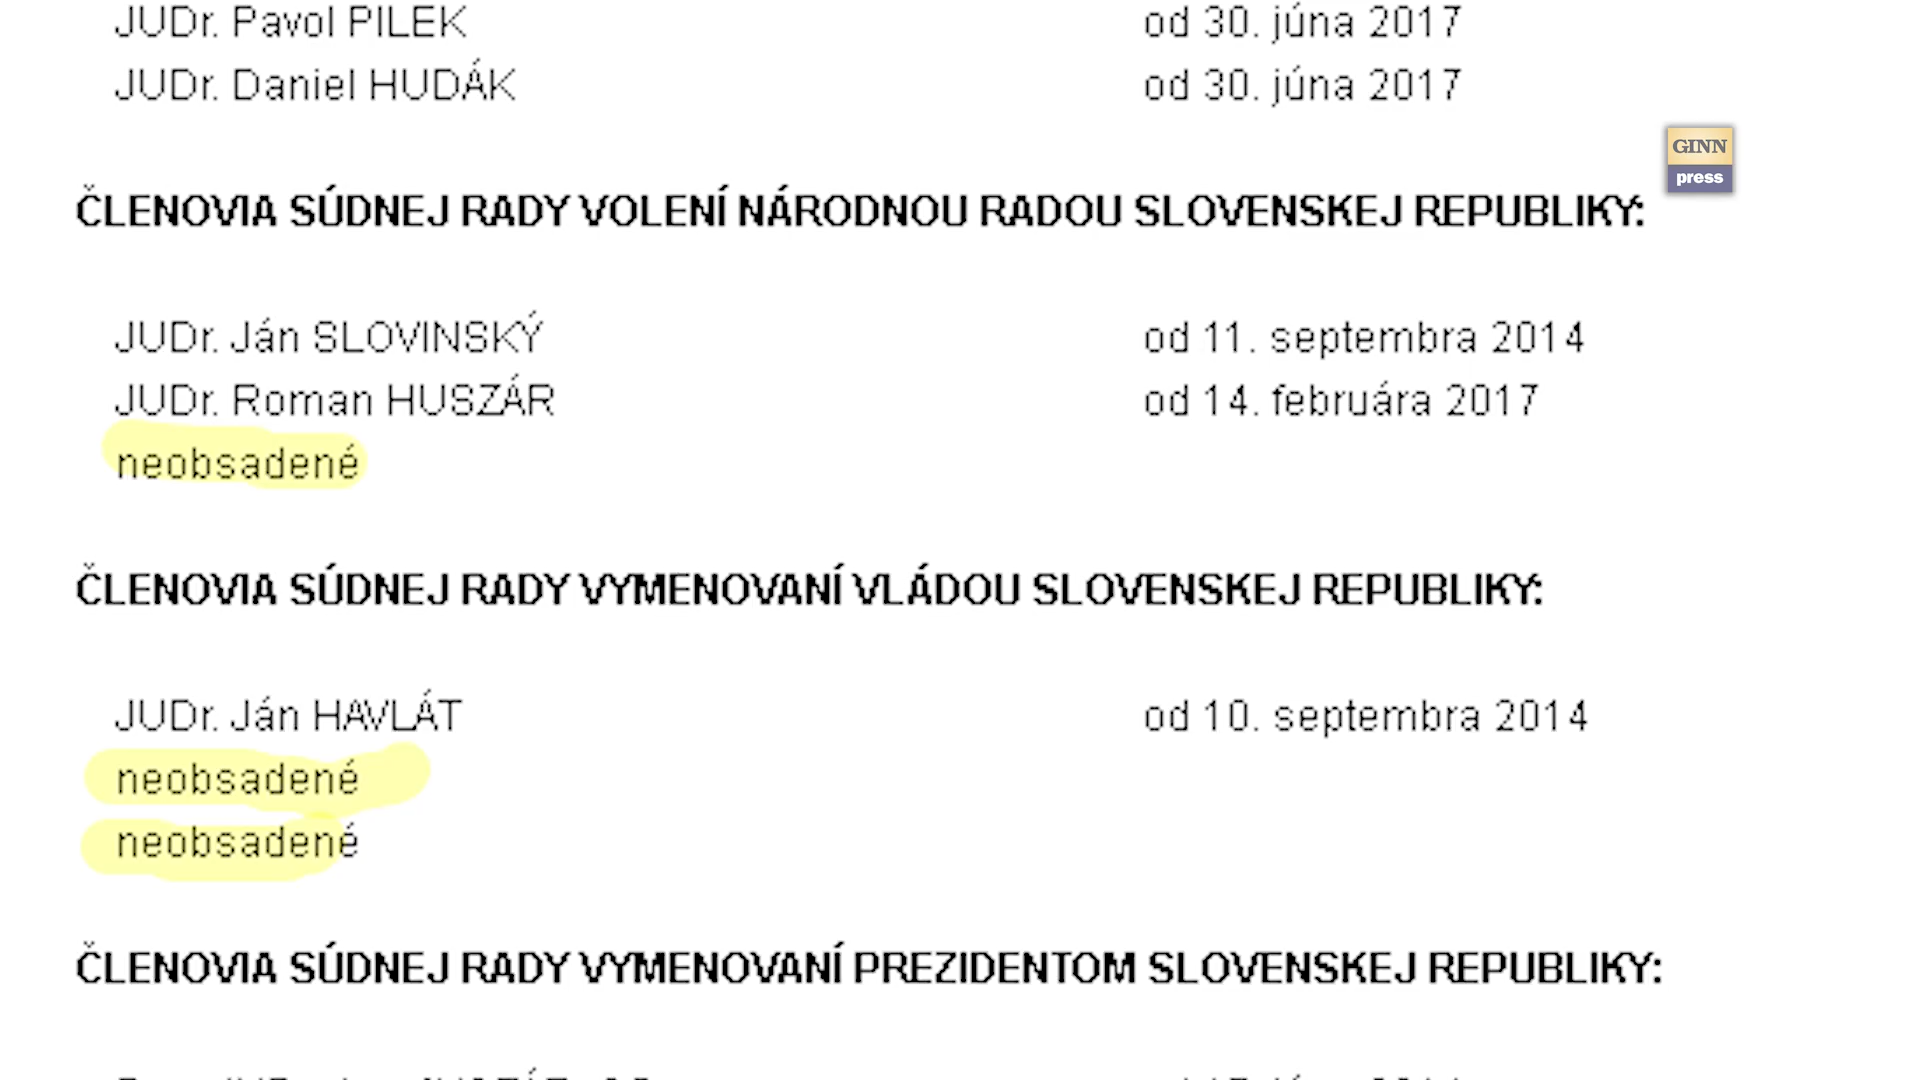 JUDr. Pavol PILEK od 30. júna 2017
JUDr. Daniel HUDÁK od 30. júna 2017
GINN
press
ČLENOVIA SÚDNEJ RADY VOLENÍ NÁRODNOU RADOU SLOVENSKEJ REPUBLIKY:
JUDr. Ján SLOVINSKÝ od 11. septembra 2014
JUDr. Roman HUSZÁR od 14. februára 2017
neobsadené
ČLENOVIA SÚDNEJ RADY VYMENOVANÍ VLÁDOU SLOVENSKEJ REPUBLIKY:
JUDr. Ján HAVLÁT od 10. septembra 2014
neobsadené
neobsadené
ČLENOVIA SÚDNEJ RADY VYMENOVANÍ PREZIDENTOM SLOVENSKEJ REPUBLIKY: